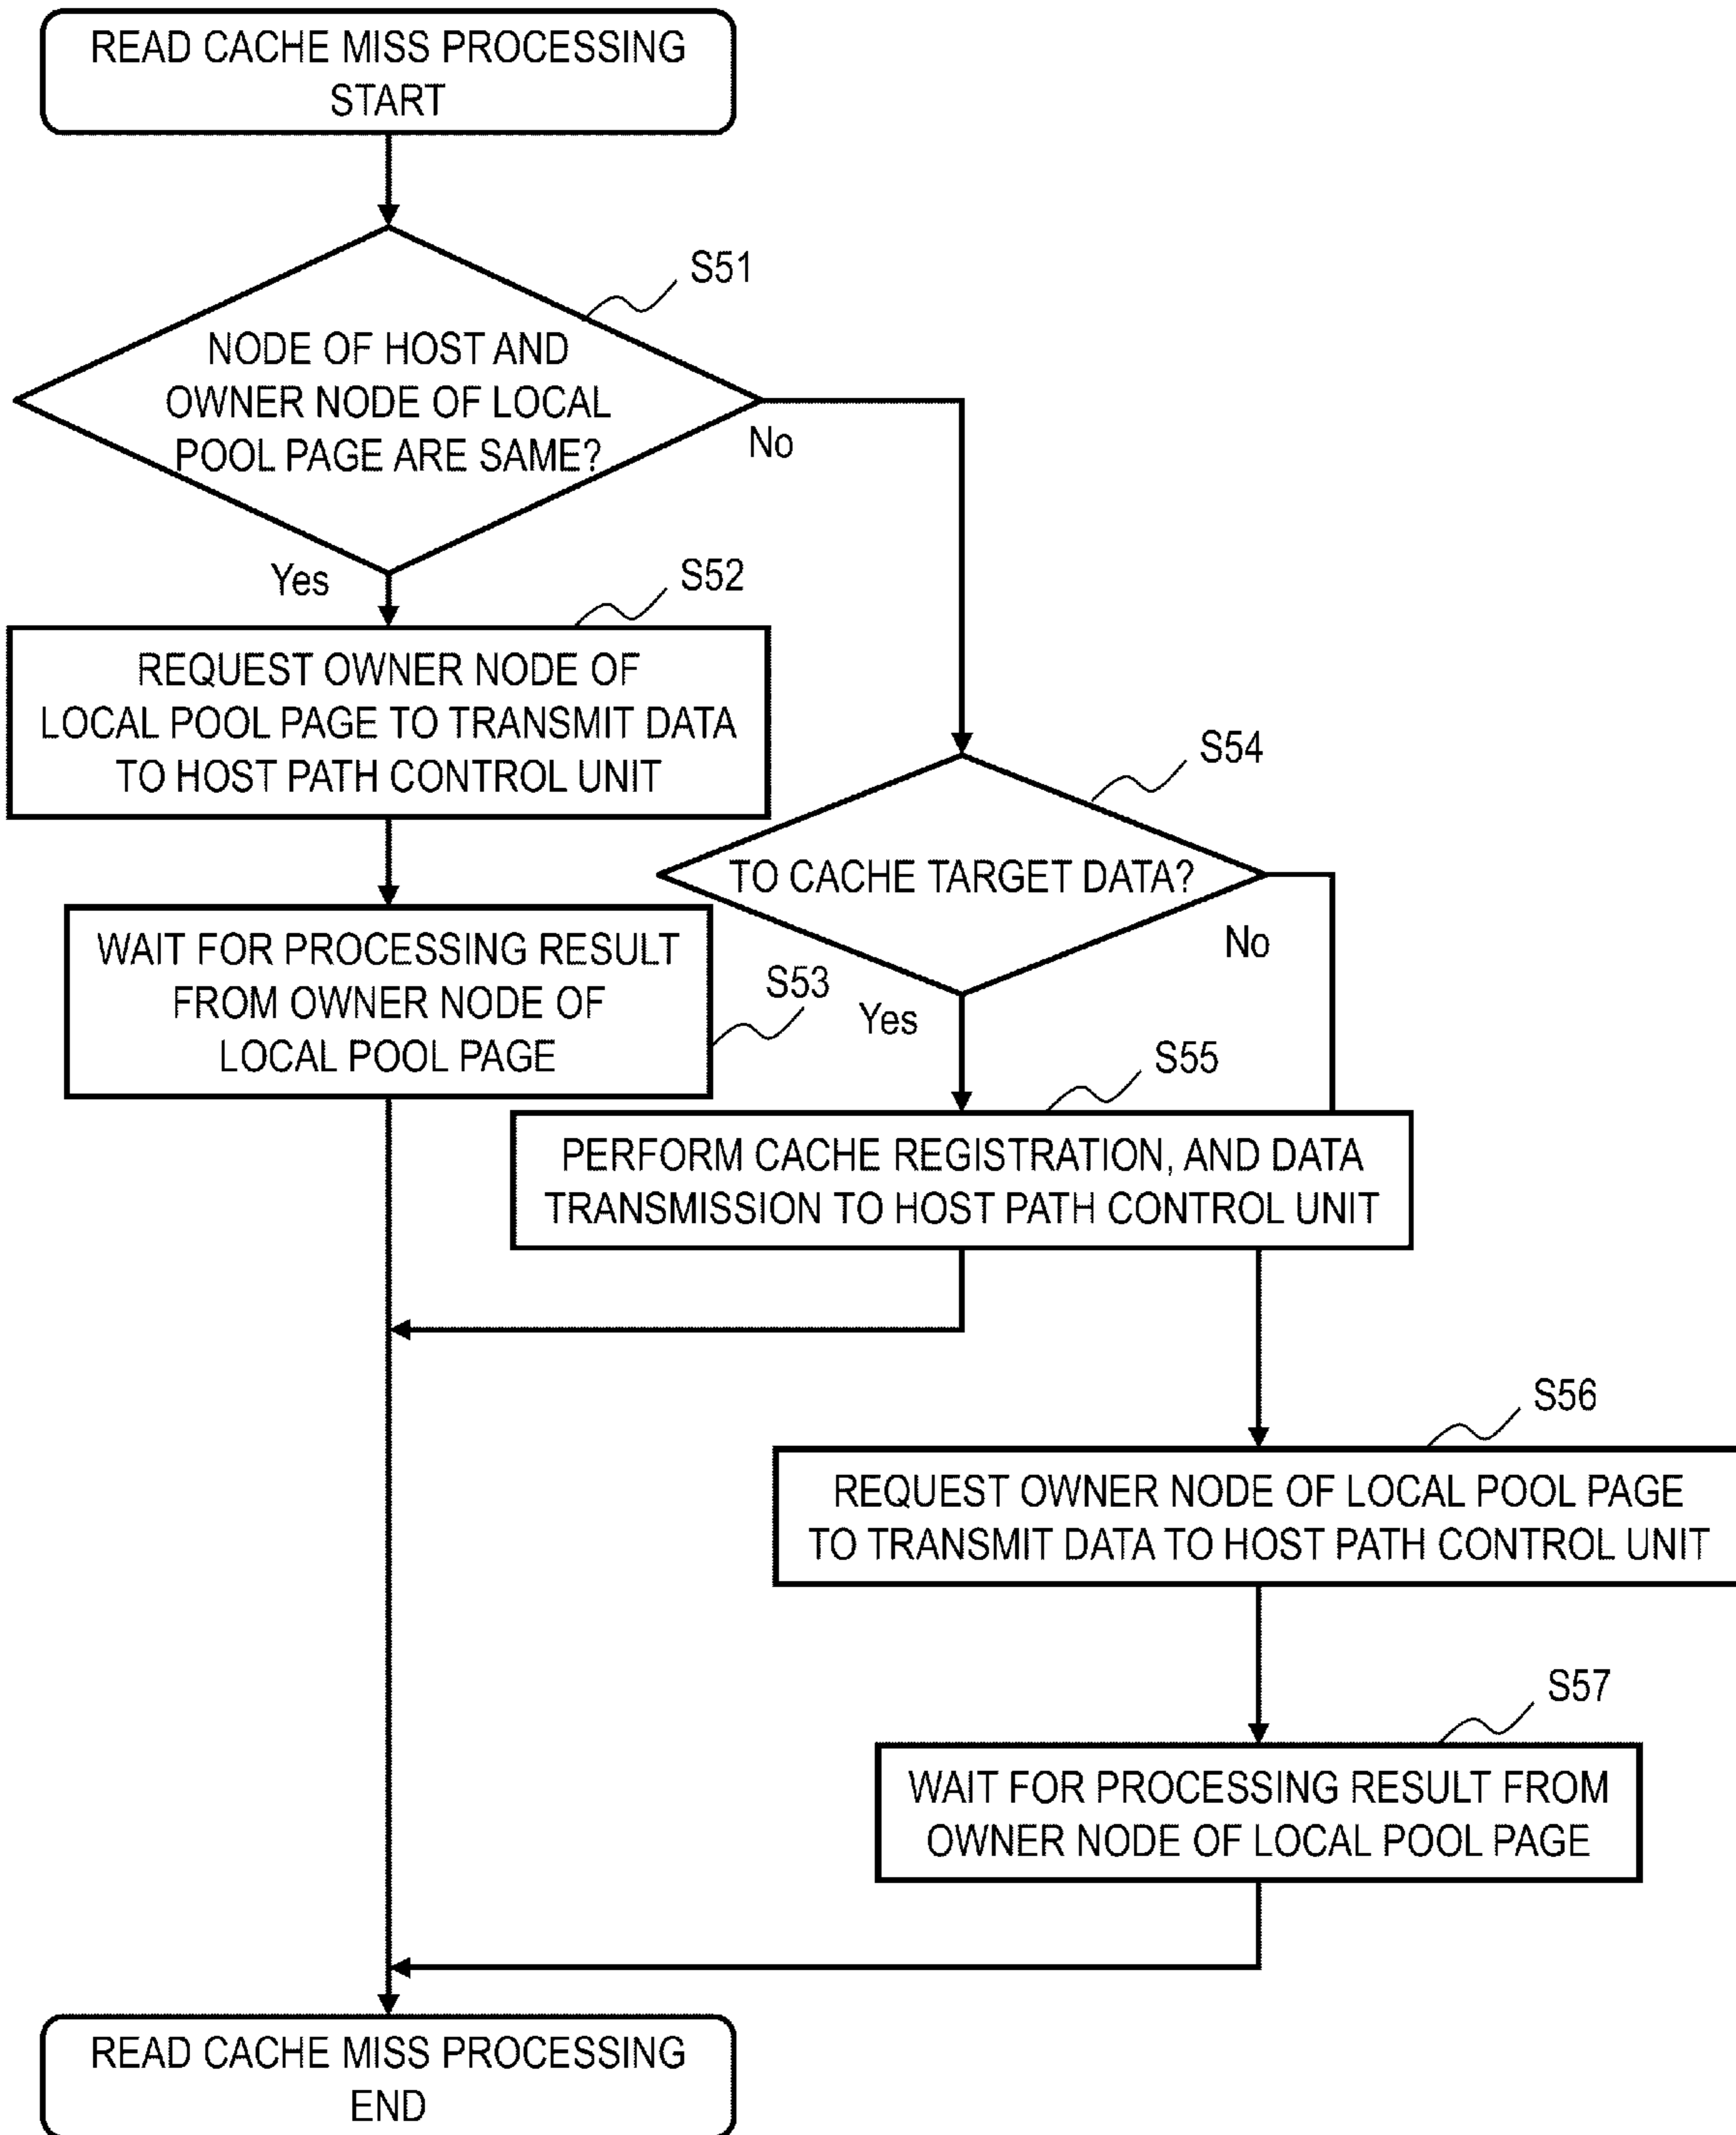 READ CACHE MISS PROCESSING
START
S51
NODE OF HOST AND
OWNER NODE OF LOCAL
POOL PAGE ARE SAME?
No
Yes
S52
REQUEST OWNER NODE OF
LOCAL POOL PAGE TO TRANSMIT DATA
TO HOST PATH CONTROL UNIT
S54
TO CACHE TARGET DATA?
No
Yes
WAIT FOR PROCESSING RESULT
FROM OWNER NODE OF
LOCAL POOL PAGE
S53
S55
PERFORM CACHE REGISTRATION, AND DATA
TRANSMISSION TO HOST PATH CONTROL UNIT
S56
REQUEST OWNER NODE OF LOCAL POOL PAGE
TO TRANSMIT DATA TO HOST PATH CONTROL UNIT
S57
WAIT FOR PROCESSING RESULT FROM
OWNER NODE OF LOCAL POOL PAGE
READ CACHE MISS PROCESSING
END